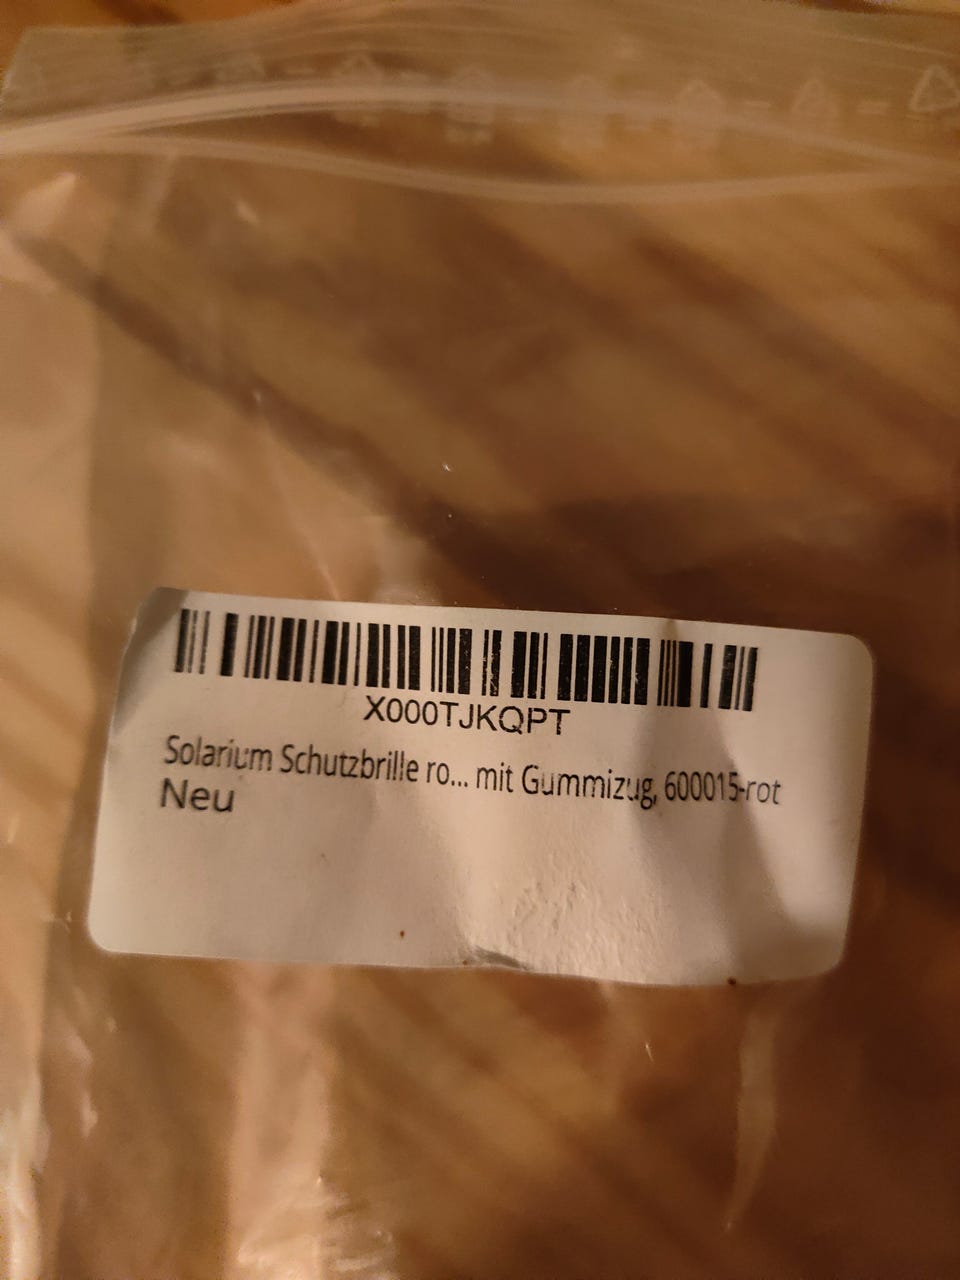 X000TJKQPT
Solarium Schutzbrille ro... mit Gummizug, 600015-rot
Neu